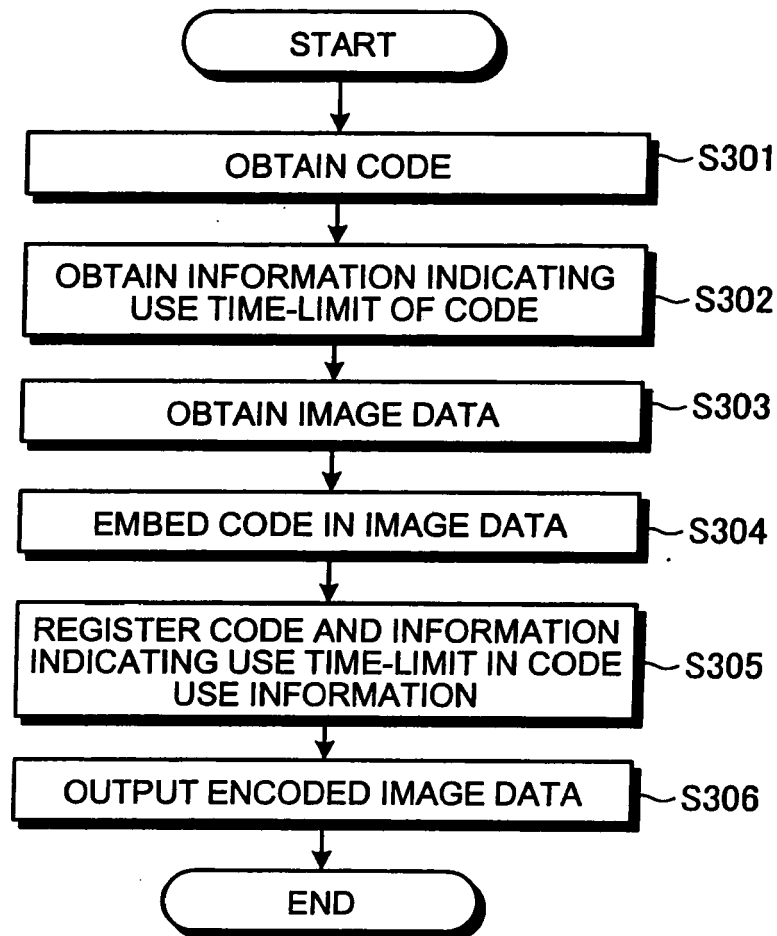 START
OBTAIN CODE
S301
OBTAIN INFORMATION INDICATING
USE TIME-LIMIT OF CODE
S302
OBTAIN IMAGE DATA
S303
EMBED CODE IN IMAGE DATA
S304
REGISTER CODE AND INFORMATION
INDICATING USE TIME-LIMIT IN CODE
USE INFORMATION
S305
OUTPUT ENCODED IMAGE DATA
S306
END